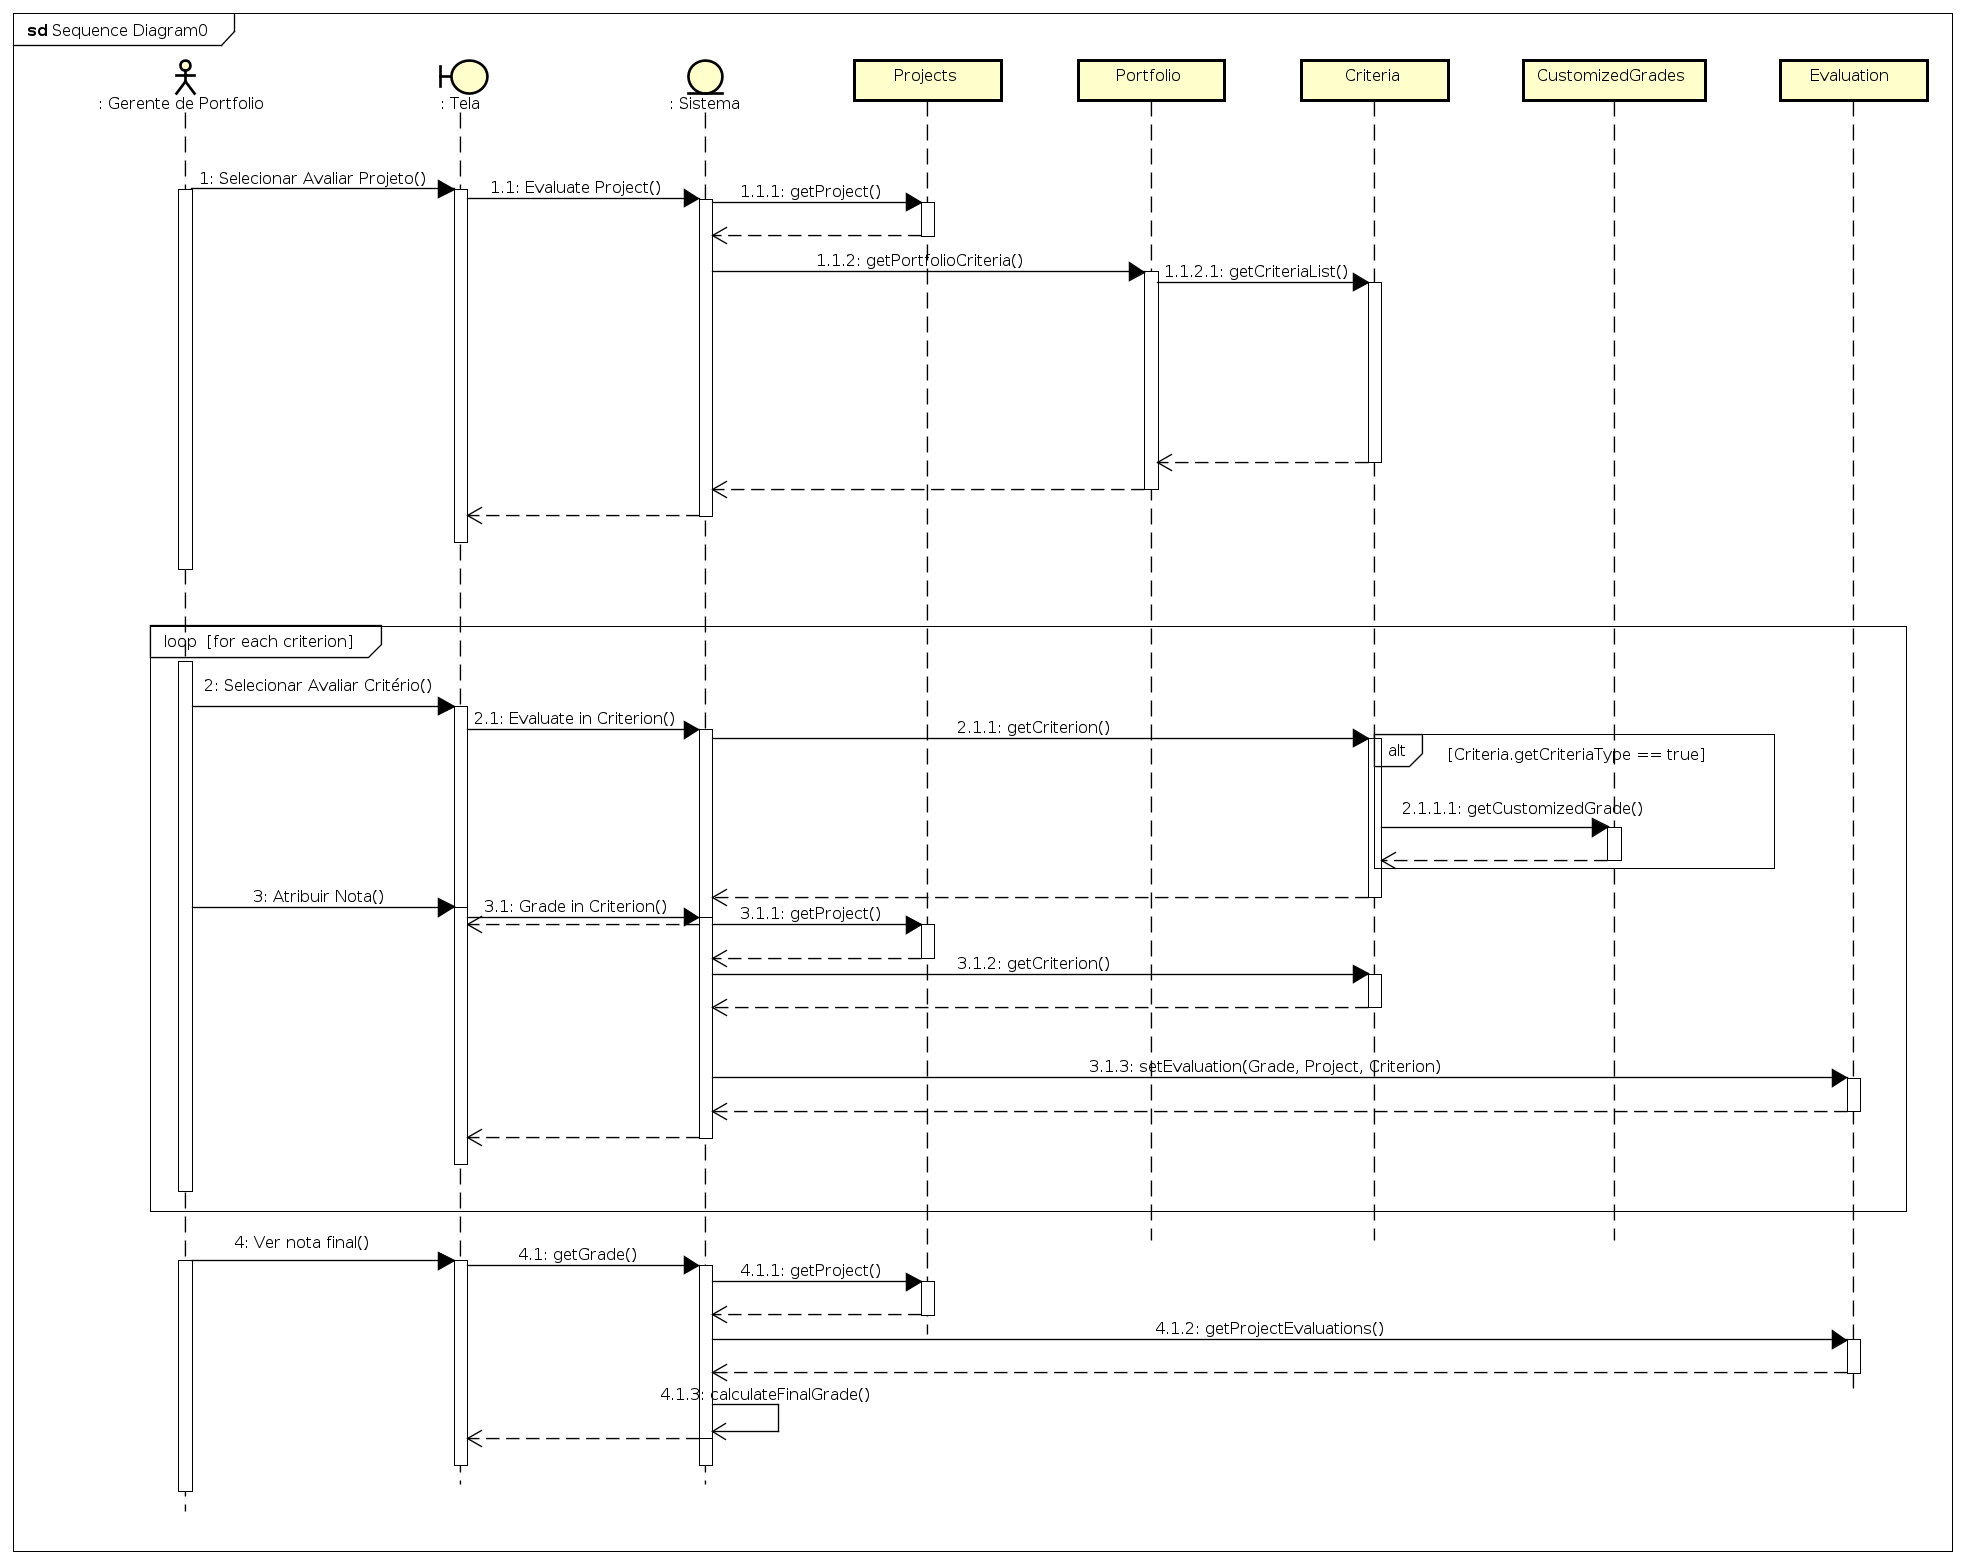 sd Sequence Diagram0
: Gerente de Portfolio
: Tela
: Sistema
Projects
Portfolio
Criteria
CustomizedGrades
Evaluation
1: Selecionar Avaliar Projeto()
1.1: Evaluate Project()
1.1.1: getProject()
1.1.2: getPortfolioCriteria()
1.1.2.1: getCriteriaList()
loop [for each criterion]
2: Selecionar Avaliar Critério()
2.1: Evaluate in Criterion()
2.1.1: getCriterion()
alt
[Criteria.getCriteriaType == true]
2.1.1.1: getCustomizedGrade()
3: Atribuir Nota()
3.1: Grade in Criterion()
3.1.1: getProject()
3.1.2: getCriterion()
3.1.3: setEvaluation(Grade, Project, Criterion)
4: Ver nota final()
4.1: getGrade()
4.1.1: getProject()
4.1.2: getProjectEvaluations()
4.1.3: calculateFinalGrade()